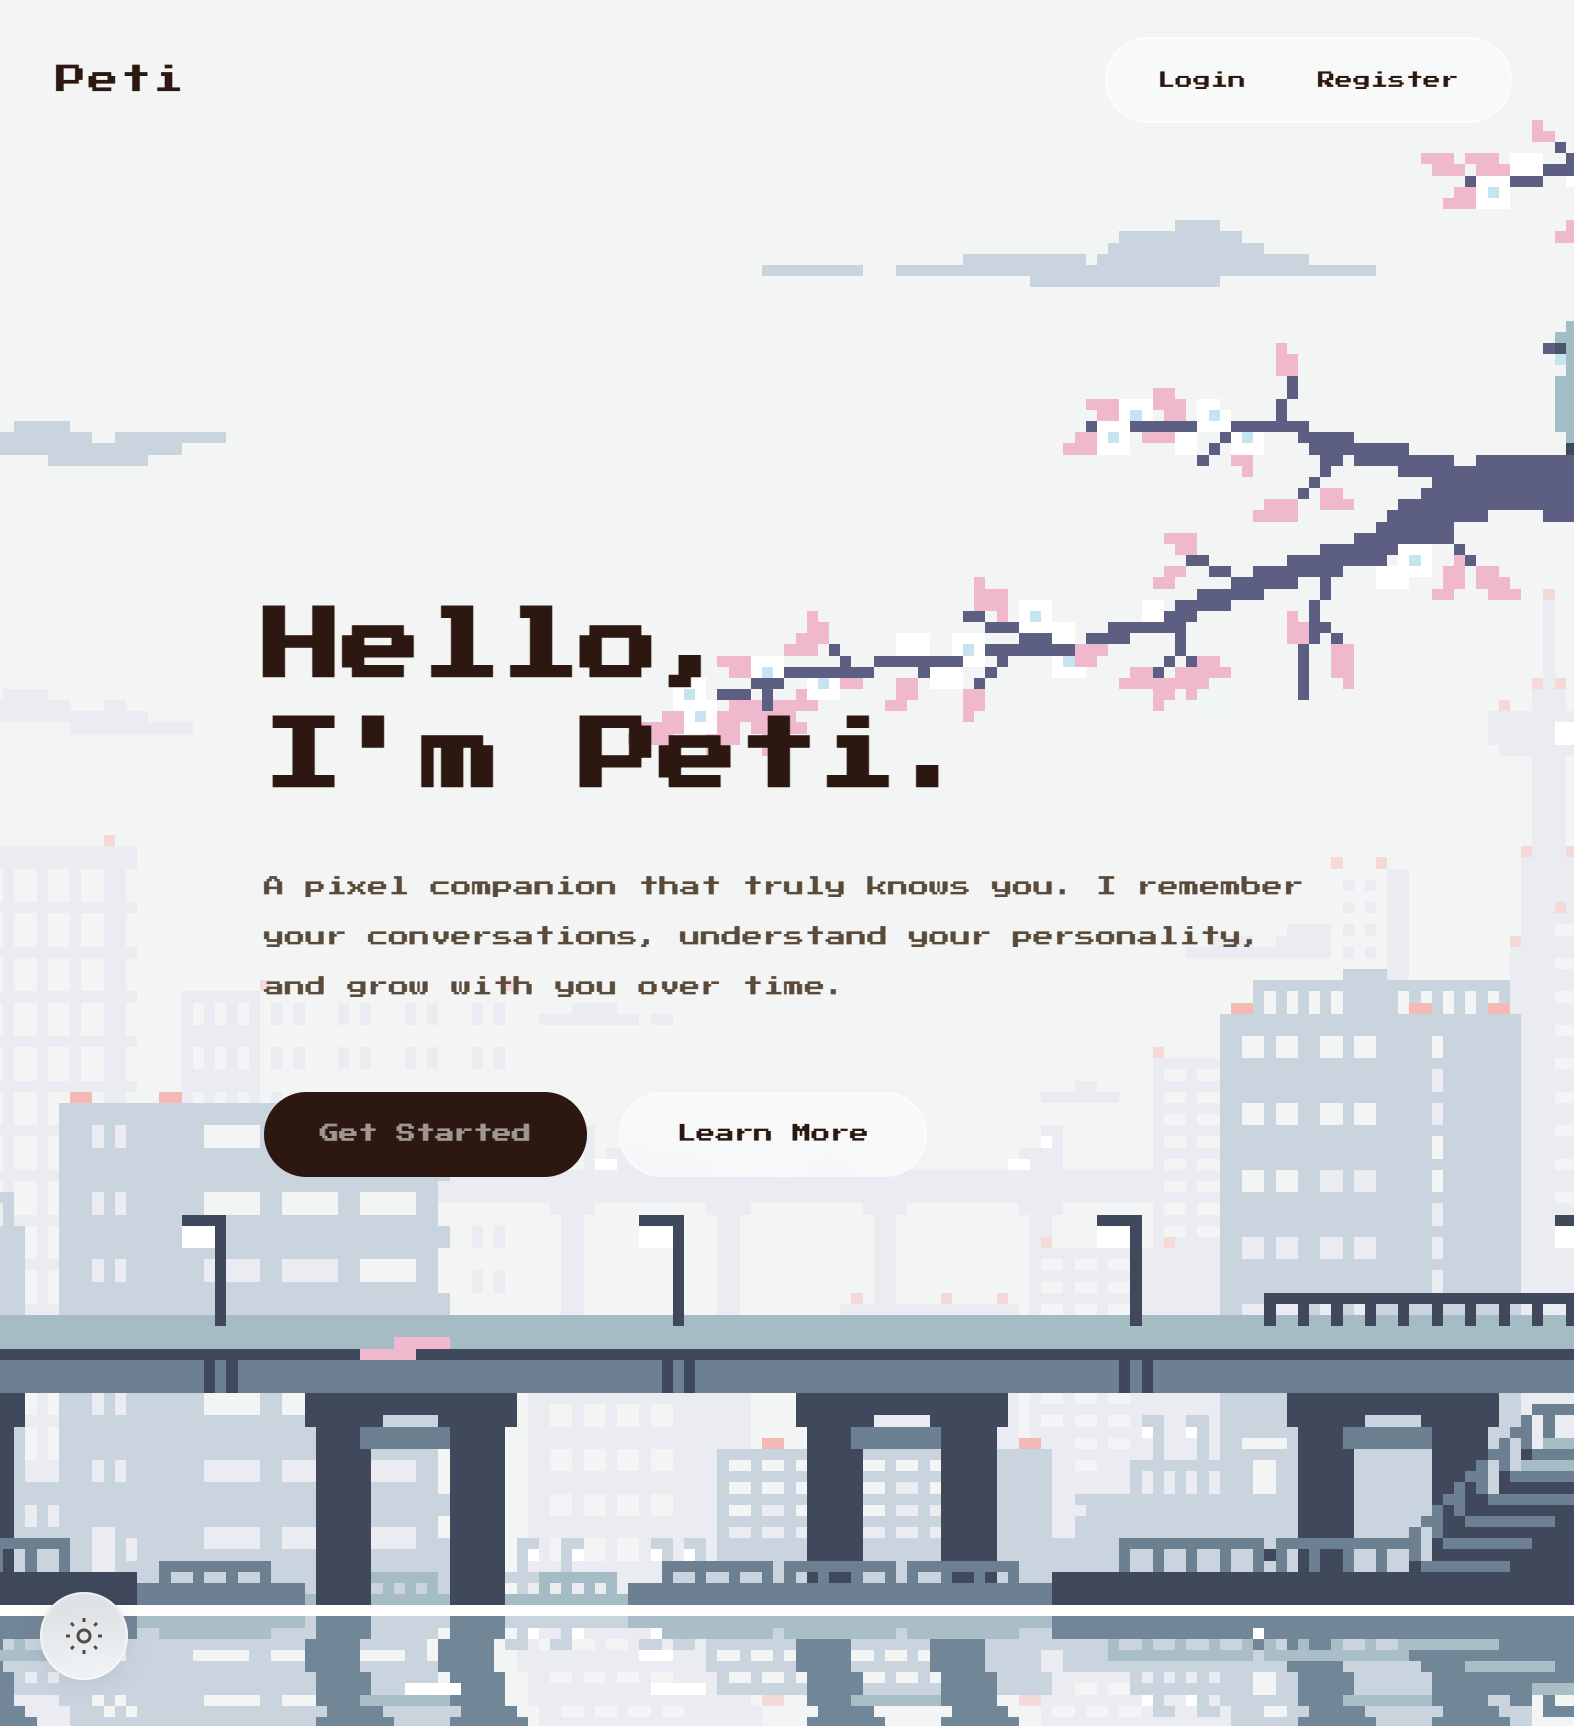 Peti
Login
Register
Hello,
I'm Peti.
A pixel companion that truly knows you. I remember
your conversations, understand your personality,
and grow with you over time.
Get Started
Learn More